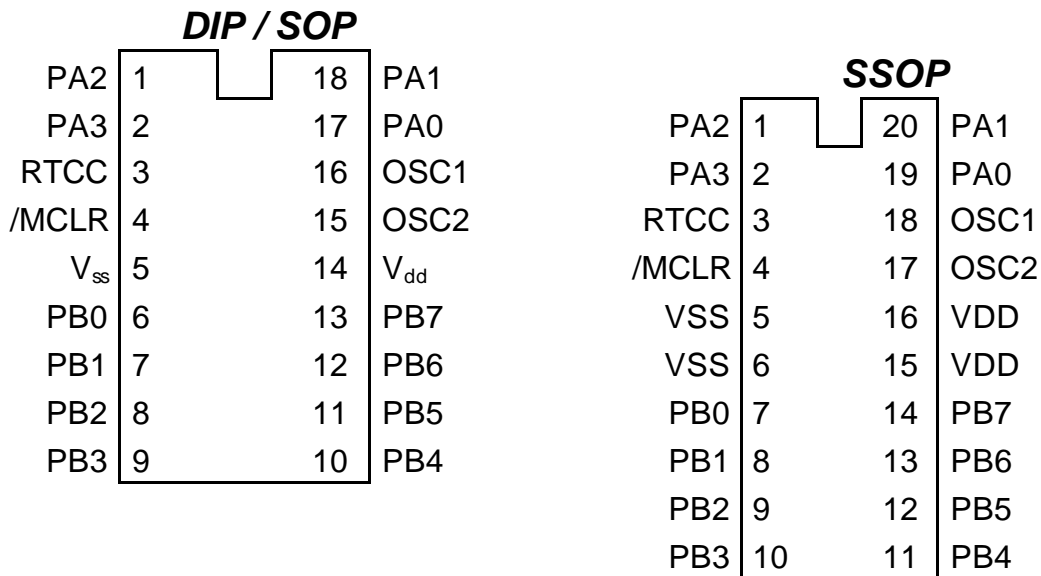 DIP / SOP
PA2 1 18 PA1
PA3 2 17 PA0
RTCC 3 16 OSC1
/MCLR 4 15 OSC2
Vss 5 14 Vdd
PB0 6 13 PB7
PB1 7 12 PB6
PB2 8 11 PB5
PB3 9 10 PB4
SSOP
PA2 1 20 PA1
PA3 2 19 PA0
RTCC 3 18 OSC1
/MCLR 4 17 OSC2
VSS 5 16 VDD
VSS 6 15 VDD
PB0 7 14 PB7
PB1 8 13 PB6
PB2 9 12 PB5
PB3 10 11 PB4